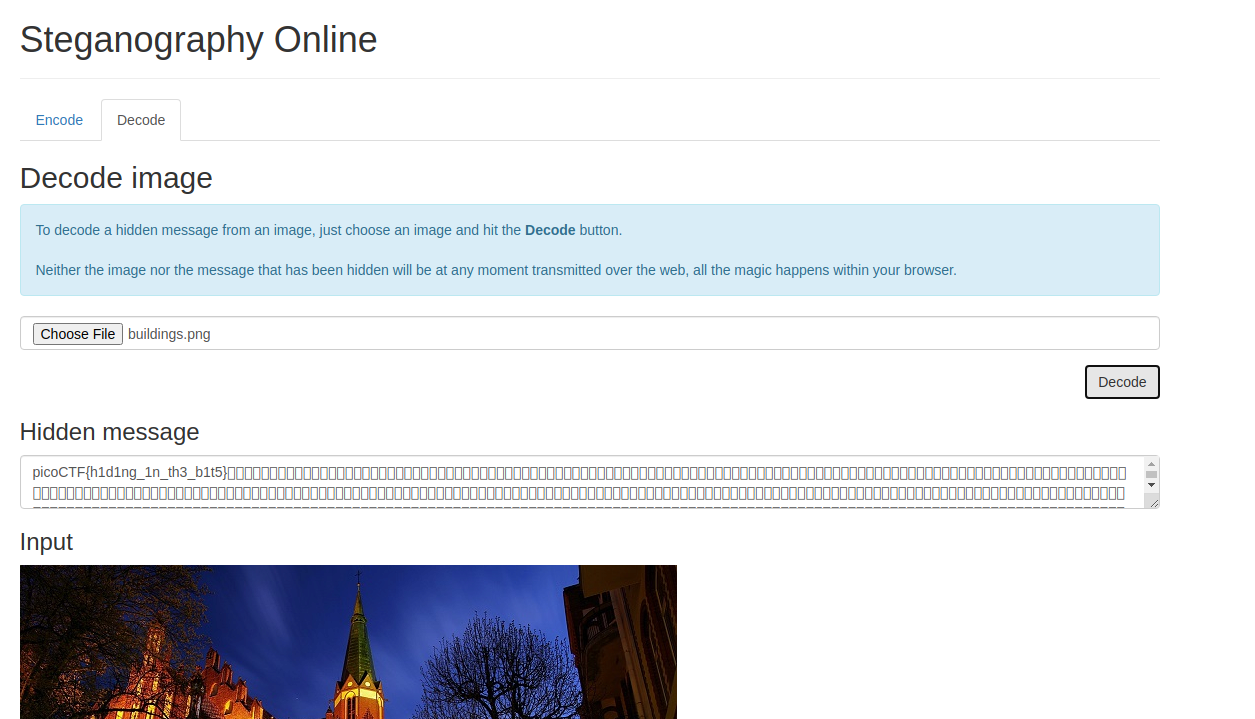 Steganography Online
Encode
Decode
Decode image
To decode a hidden message from an image, just choose an image and hit the Decode button.
Neither the image nor the message that has been hidden will be at any moment transmitted over the web, all the magic happens within your browser.
Choose File buildings.png
Decode
Hidden message
picoCTF{h1d1ng_1n_th3_b1t5}
Input